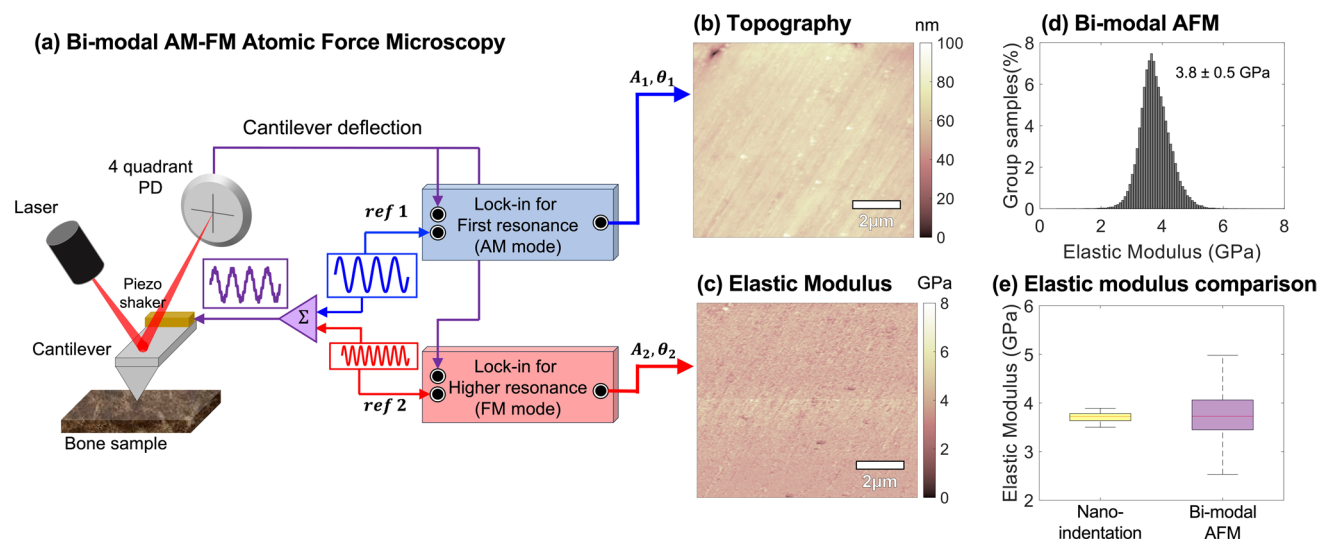 (a) Bi-modal AM-FM Atomic Force Microscopy
Cantilever deflection
4 quadrant
PD
Laser
Piezo
shaker
Cantilever
Bone sample
Σ
ref 1
ref 2
Lock-in for
First resonance
(AM mode)
Lock-in for
Higher resonance
(FM mode)
A₁, θ₁
A₂, θ₂
(b) Topography
nm
100
80
60
40
20
0
2μm
(c) Elastic Modulus
GPa
8
6
4
2
0
2μm
(d) Bi-modal AFM
3.8 ± 0.5 GPa
Group samples(%)
8
6
4
2
0
0 2 4 6 8
Elastic Modulus (GPa)
(e) Elastic modulus comparison
Elastic Modulus (GPa)
6
5
4
3
2
Nano-
indentation
Bi-modal
AFM